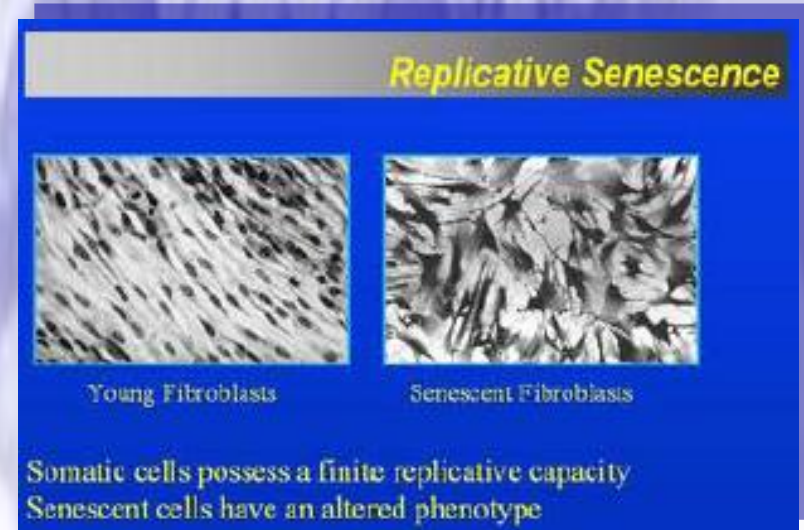 Replicative Senescence
Young Fibroblasts
Senescent Fibroblasts
Somatic cells possess a finite replicative capacity
Senescent cells have an altered phenotype